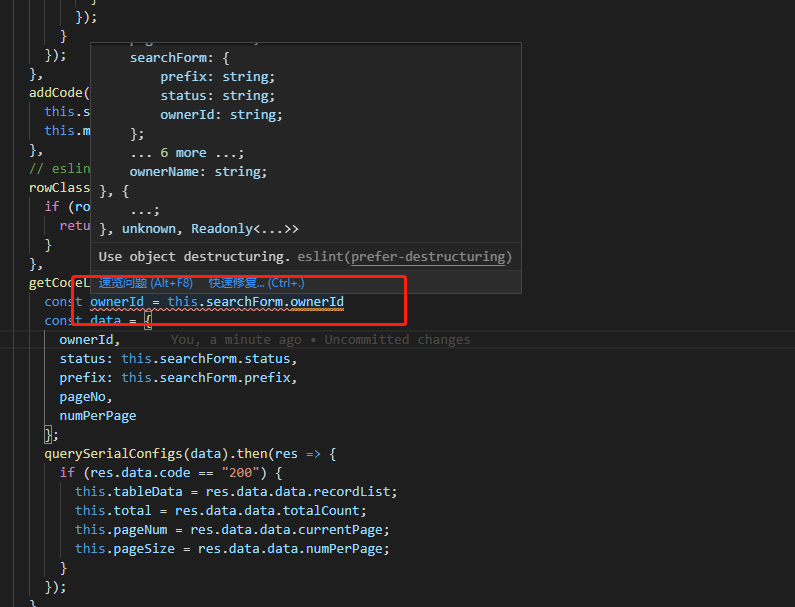 });
}
});
},
addCode(
this.s
this.m
},
// eslin
rowClass
if (ro
retu
}
},
getCodeL
searchForm: {
prefix: string;
status: string;
ownerId: string;
};
... 6 more ...;
ownerName: string;
}, {
...;
}, unknown, Readonly<...>>
Use object destructuring. eslint(prefer-destructuring)
速览问题 (Alt+F8) 快速修复... (Ctrl+.)
const ownerId = this.searchForm.ownerId
const data = {
ownerId, You, a minute ago • Uncommitted changes
status: this.searchForm.status,
prefix: this.searchForm.prefix,
pageNo,
numPerPage
};
querySerialConfigs(data).then(res => {
if (res.data.code == "200") {
this.tableData = res.data.data.recordList;
this.total = res.data.data.totalCount;
this.pageNum = res.data.data.currentPage;
this.pageSize = res.data.data.numPerPage;
}
});
}